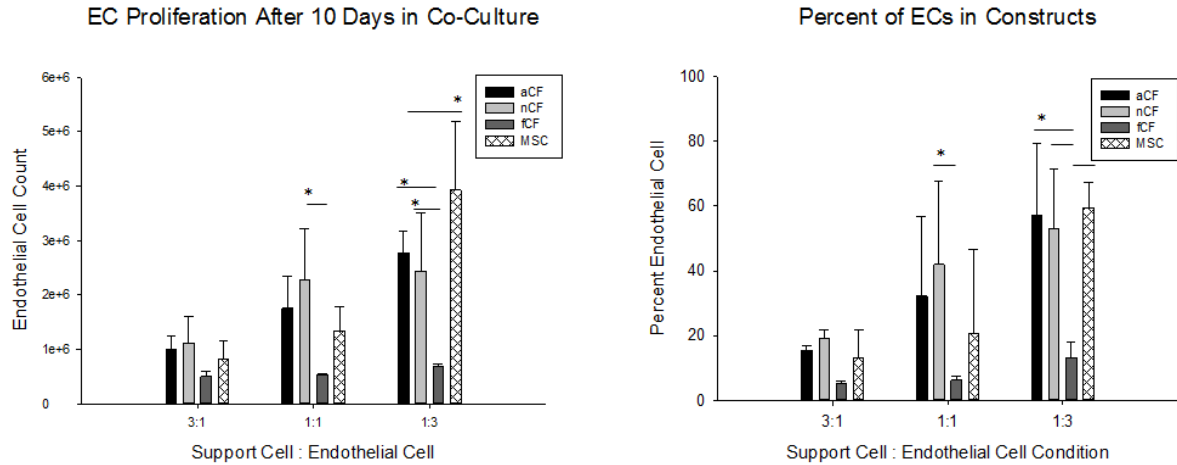 EC Proliferation After 10 Days in Co-Culture
6e+6
5e+6
4e+6
3e+6
2e+6
1e+6
0
Endothelial Cell Count
aCF
nCF
fCF
MSC
*
*
*
*
3:1
1:1
1:3
Support Cell : Endothelial Cell
Percent of ECs in Constructs
100
80
60
40
20
0
Percent Endothelial Cell
aCF
nCF
fCF
MSC
*
*
3:1
1:1
1:3
Support Cell : Endothelial Cell Condition